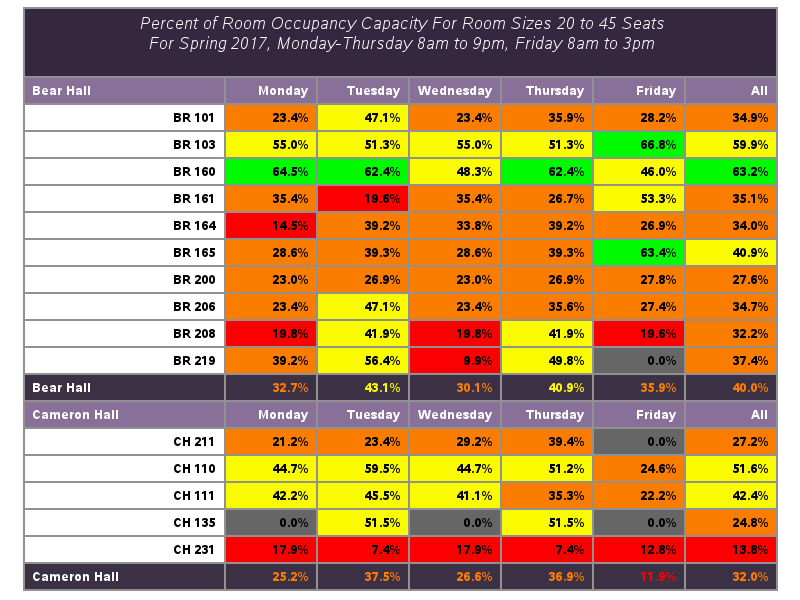 Percent of Room Occupancy Capacity For Room Sizes 20 to 45 Seats
For Spring 2017, Monday-Thursday 8am to 9pm, Friday 8am to 3pm
Bear Hall Monday Tuesday Wednesday Thursday Friday All
BR 101 23.4% 47.1% 23.4% 35.9% 28.2% 34.9%
BR 103 55.0% 51.3% 55.0% 51.3% 66.8% 59.9%
BR 160 64.5% 62.4% 48.3% 62.4% 46.0% 63.2%
BR 161 35.4% 19.6% 35.4% 26.7% 53.3% 35.1%
BR 164 14.5% 39.2% 33.8% 39.2% 26.9% 34.0%
BR 165 28.6% 39.3% 28.6% 39.3% 63.4% 40.9%
BR 200 23.0% 26.9% 23.0% 26.9% 27.8% 27.6%
BR 206 23.4% 47.1% 23.4% 35.6% 27.4% 34.7%
BR 208 19.8% 41.9% 19.8% 41.9% 19.6% 32.2%
BR 219 39.2% 56.4% 9.9% 49.8% 0.0% 37.4%
Bear Hall 32.7% 43.1% 30.1% 40.9% 35.9% 40.0%
Cameron Hall Monday Tuesday Wednesday Thursday Friday All
CH 211 21.2% 23.4% 29.2% 39.4% 0.0% 27.2%
CH 110 44.7% 59.5% 44.7% 51.2% 24.6% 51.6%
CH 111 42.2% 45.5% 41.1% 35.3% 22.2% 42.4%
CH 135 0.0% 51.5% 0.0% 51.5% 0.0% 24.8%
CH 231 17.9% 7.4% 17.9% 7.4% 12.8% 13.8%
Cameron Hall 25.2% 37.5% 26.6% 36.9% 11.9% 32.0%